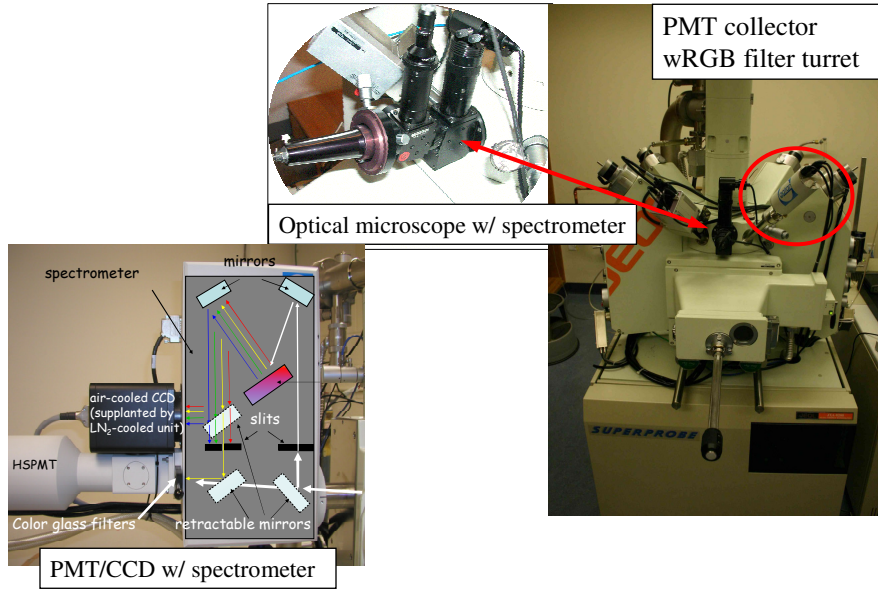 PMT collector
wRGB filter turret
Optical microscope w/ spectrometer
mirrors
spectrometer
air-cooled CCD
(supplanted by
LN₂-cooled unit)
slits
HSPMT
Color glass filters
retractable mirrors
PMT/CCD w/ spectrometer
SUPERPROBE